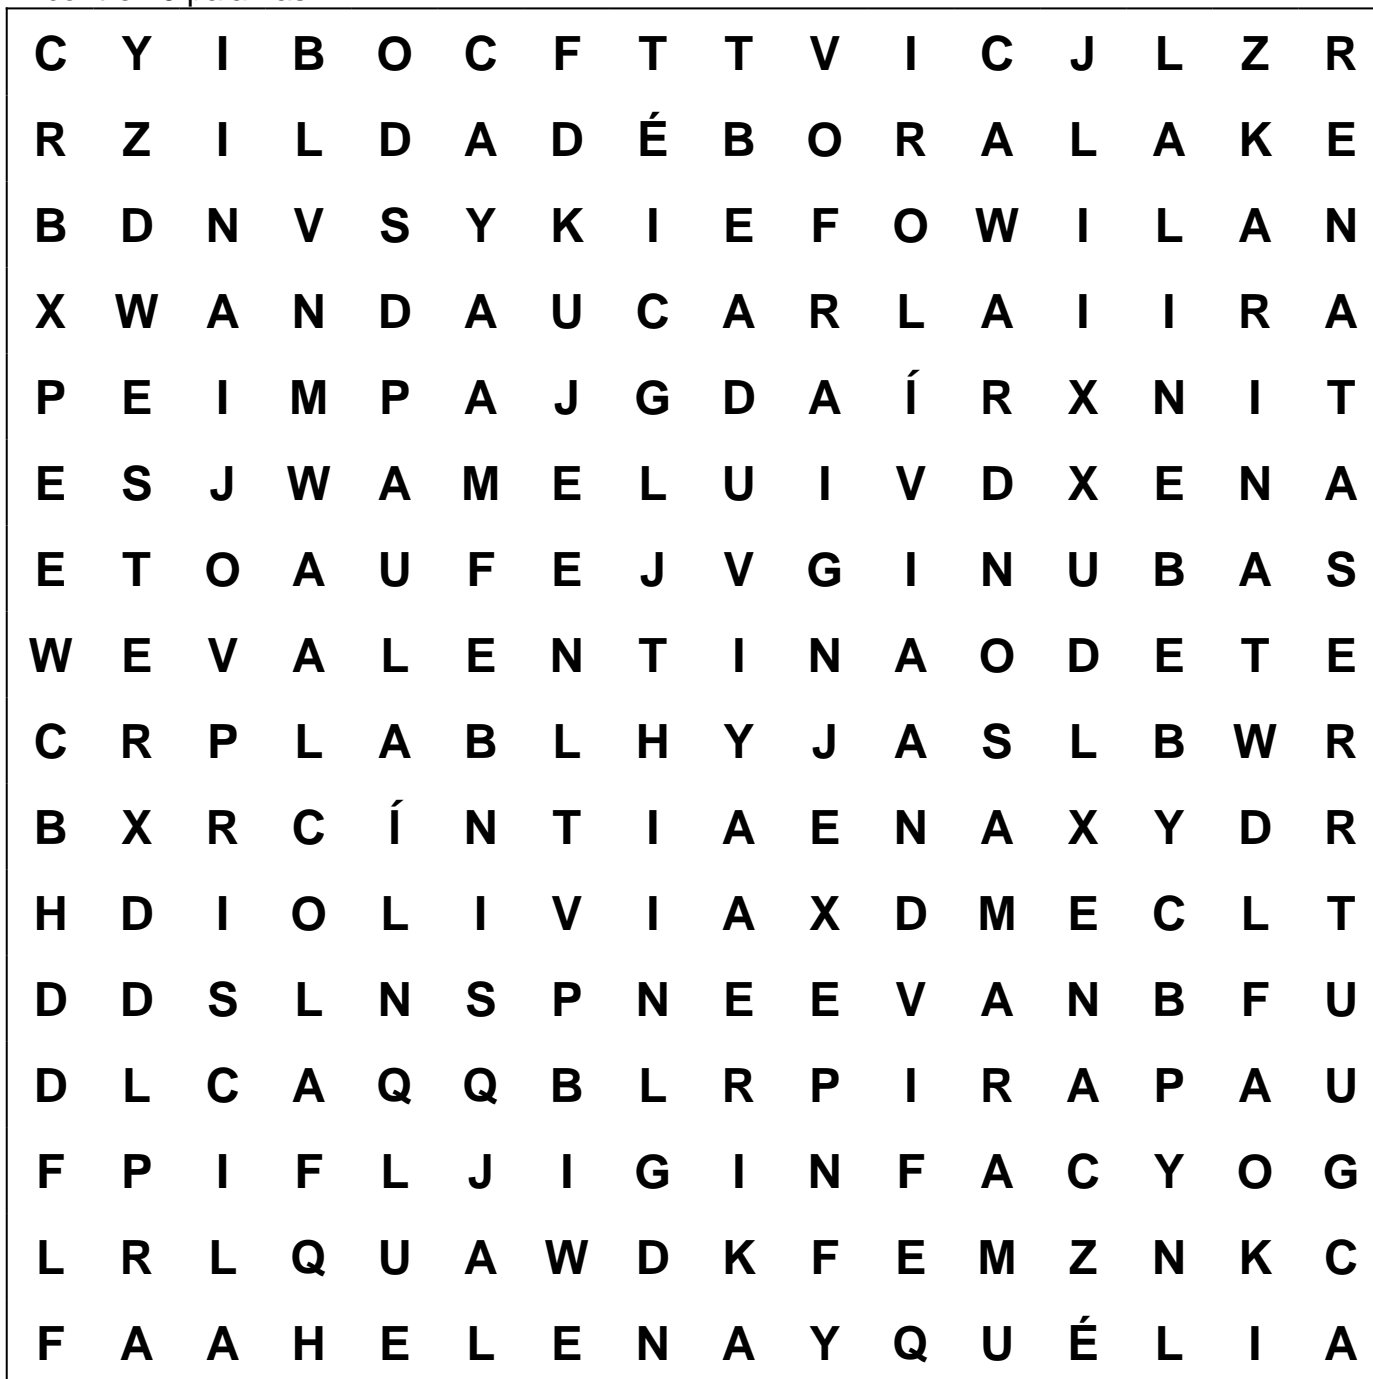 C Y I B O C F T T V I C J L Z R
R Z I L D A D É B O R A L A K E
B D N V S Y K I E F O W I L A N
X W A N D A U C A R L A I I R A
P E I M P A J G D A Í R X N I T
E S J W A M E L U I V D X E N A
E T O A U F E J V G I N U B A S
W E V A L E N T I N A O D E T E
C R P L A B L H Y J A S L B W R
B X R C Í N T I A E N A X Y D R
H D I O L I V I A X D M E C L T
D D S L N S P N E E V A N B F U
D L C A Q Q B L R P I R A P A U
F P I F L J I G I N F A C Y O G
L R L Q U A W D K F E M Z N K C
F A A H E L E N A Y Q U É L I A